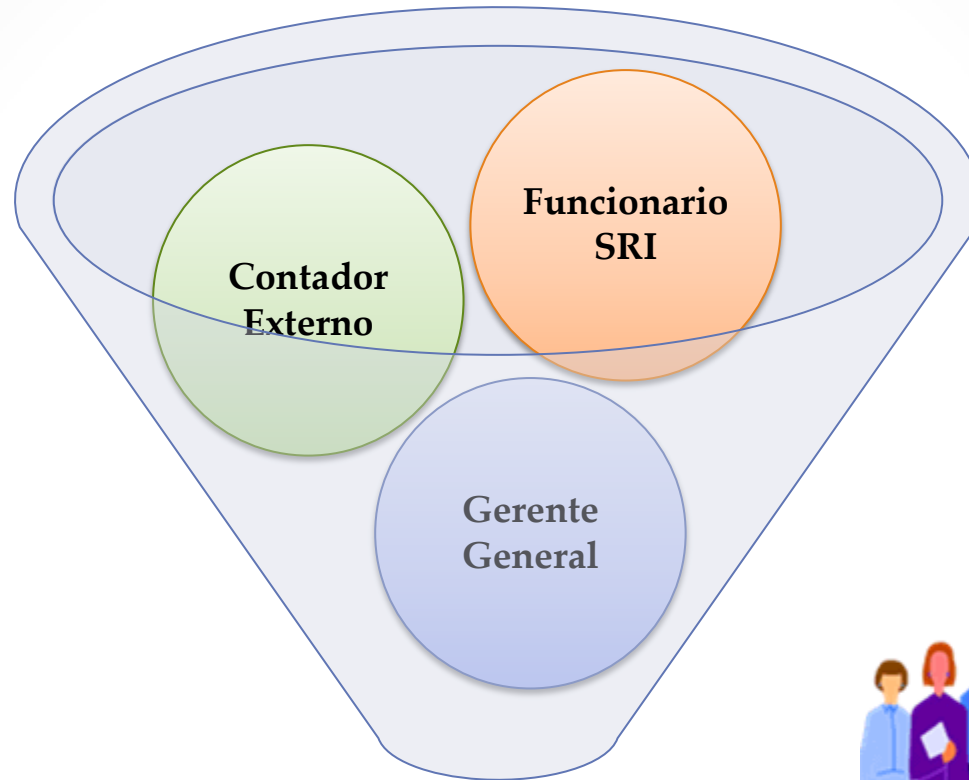 Funcionario
SRI
Contador
Externo
Gerente
General